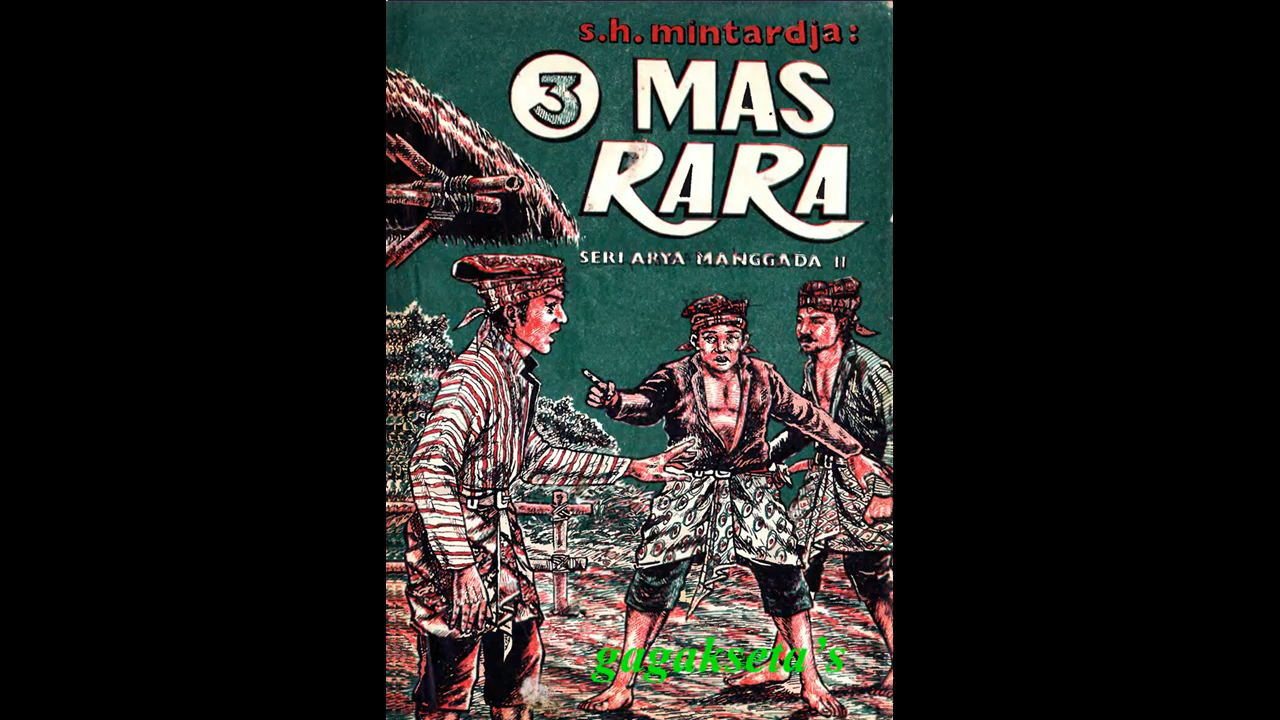 s.h. mintardja:
3 MAS
RARA
SERI ARYA MANGGADA II
gagakseta's